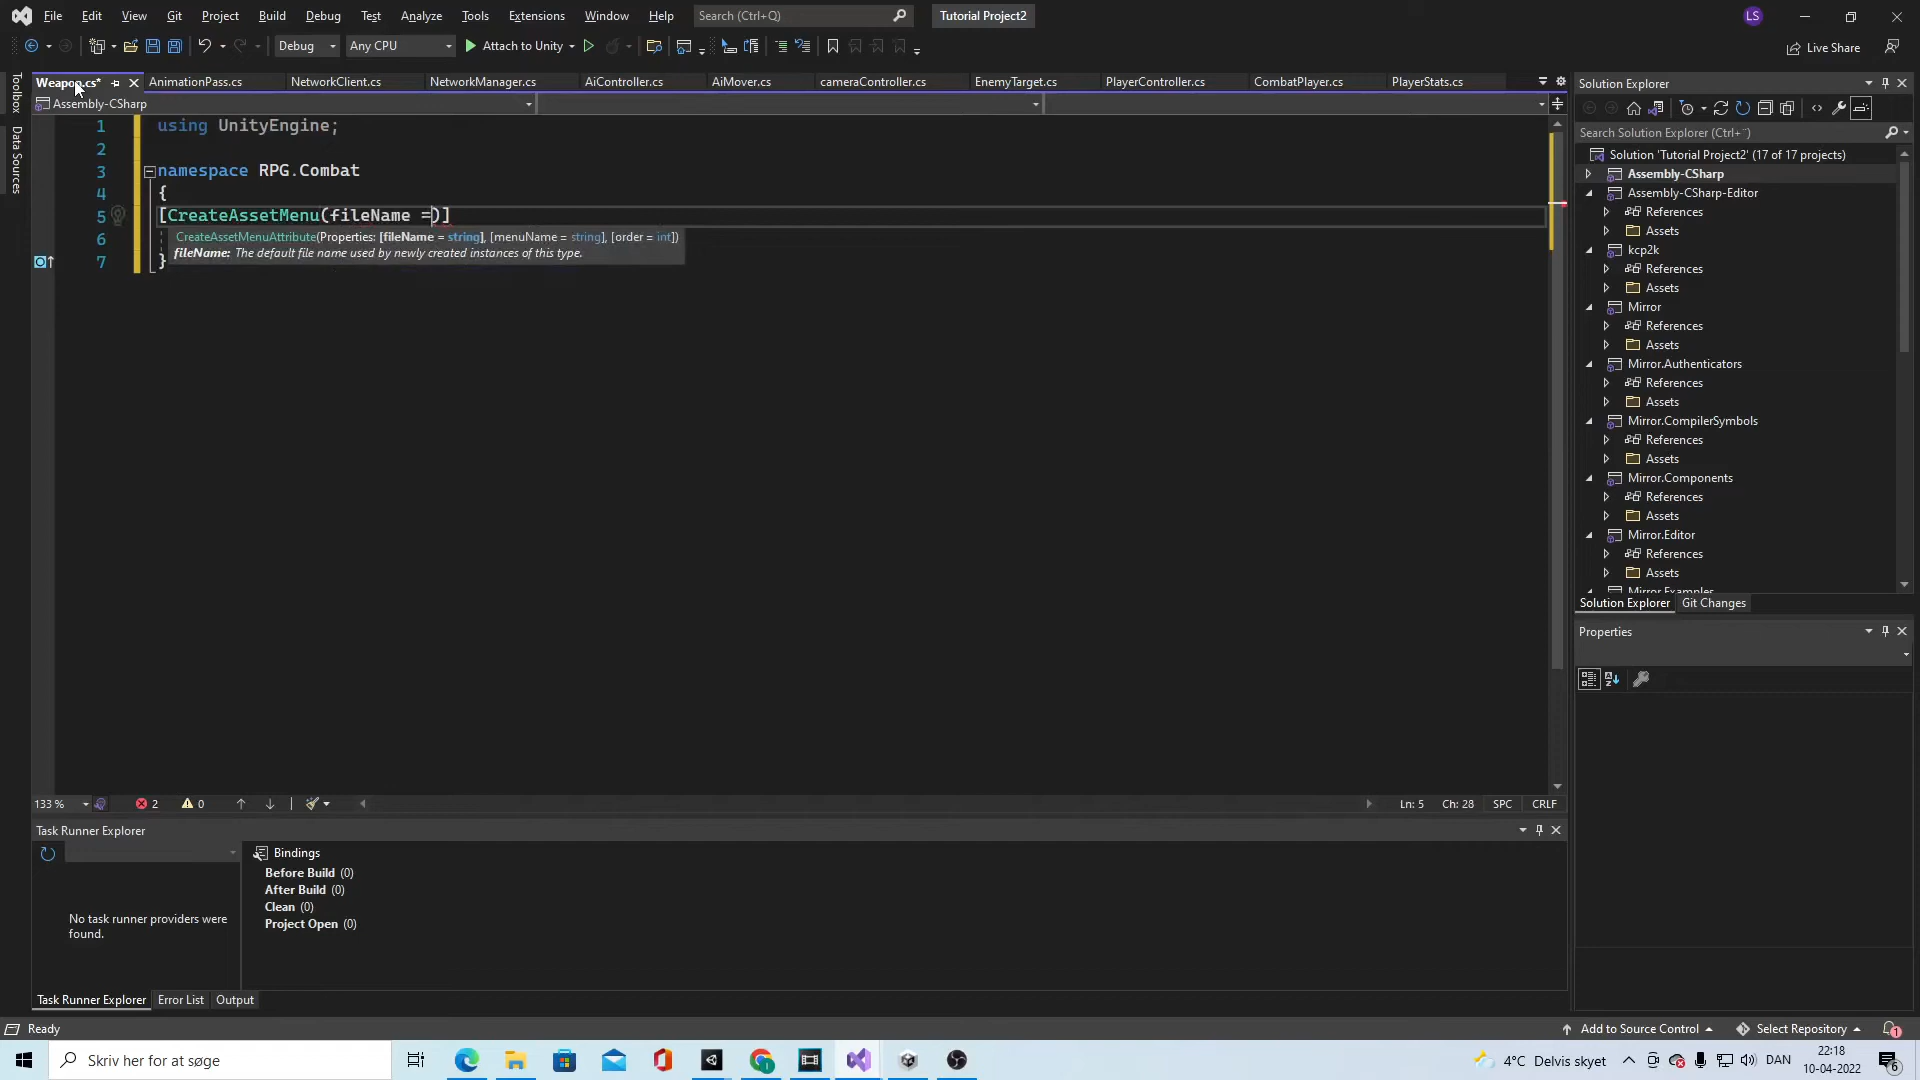 File Edit View Git Project Build Debug Test Analyze Tools Extensions Window Help Search (Ctrl+Q) Tutorial Project2 LS
Debug Any CPU Attach to Unity Live Share
Weapon.cs* AnimationPass.cs NetworkClient.cs NetworkManager.cs AiController.cs AiMover.cs cameraController.cs EnemyTarget.cs PlayerController.cs CombatPlayer.cs PlayerStats.cs
Toolbox
Data Sources
Assembly-CSharp
1 using UnityEngine;
2
3 namespace RPG.Combat
4 {
5 [CreateAssetMenu(fileName =)]
6 CreateAssetMenuAttribute(Properties: [fileName = string], [menuName = string], [order = int])
fileName: The default file name used by newly created instances of this type.
7 }
133 % 2 0 Ln: 5 Ch: 28 SPC CRLF
Task Runner Explorer
Bindings
Before Build (0)
After Build (0)
Clean (0)
Project Open (0)
No task runner providers were
found.
Task Runner Explorer Error List Output
Solution Explorer
Search Solution Explorer (Ctrl+¨)
Solution 'Tutorial Project2' (17 of 17 projects)
Assembly-CSharp
Assembly-CSharp-Editor
References
Assets
kcp2k
References
Assets
Mirror
References
Assets
Mirror.Authenticators
References
Assets
Mirror.CompilerSymbols
References
Assets
Mirror.Components
References
Assets
Mirror.Editor
References
Assets
Mirror.Examples
Solution Explorer Git Changes
Properties
Ready Add to Source Control Select Repository 1
Skriv her for at søge 4°C Delvis skyet DAN 22:18
10-04-2022 6